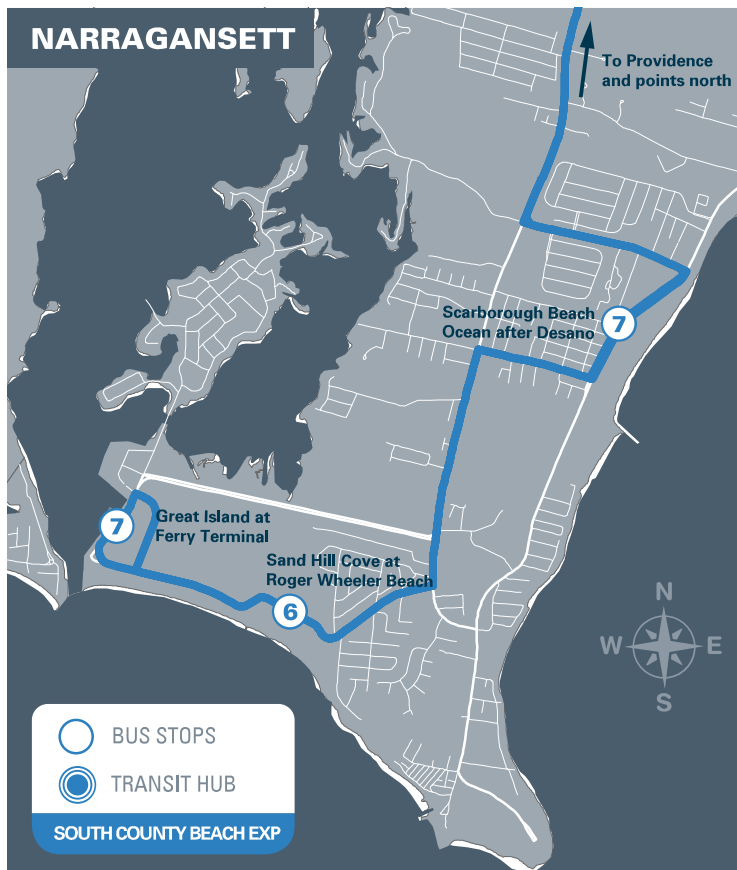 NARRAGANSETT
To Providence
and points north
Scarborough Beach
Ocean after Desano
7
7
Great Island at
Ferry Terminal
Sand Hill Cove at
Roger Wheeler Beach
6
N
W
E
S
BUS STOPS
TRANSIT HUB
SOUTH COUNTY BEACH EXP